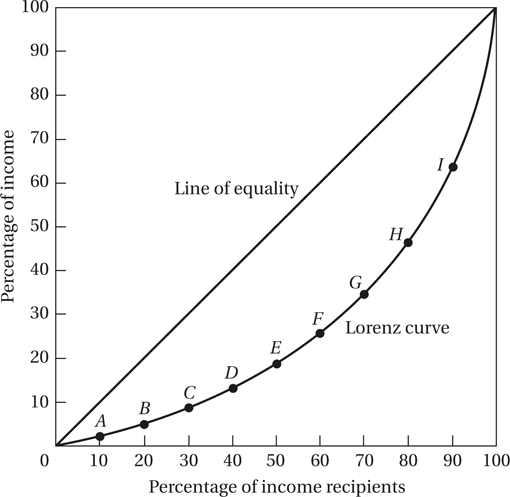 100
90
80
70
60
50
40
30
20
10
Percentage of income
Line of equality
Lorenz curve
A
B
C
D
E
F
G
H
I
0
10
20
30
40
50
60
70
80
90
100
Percentage of income recipients